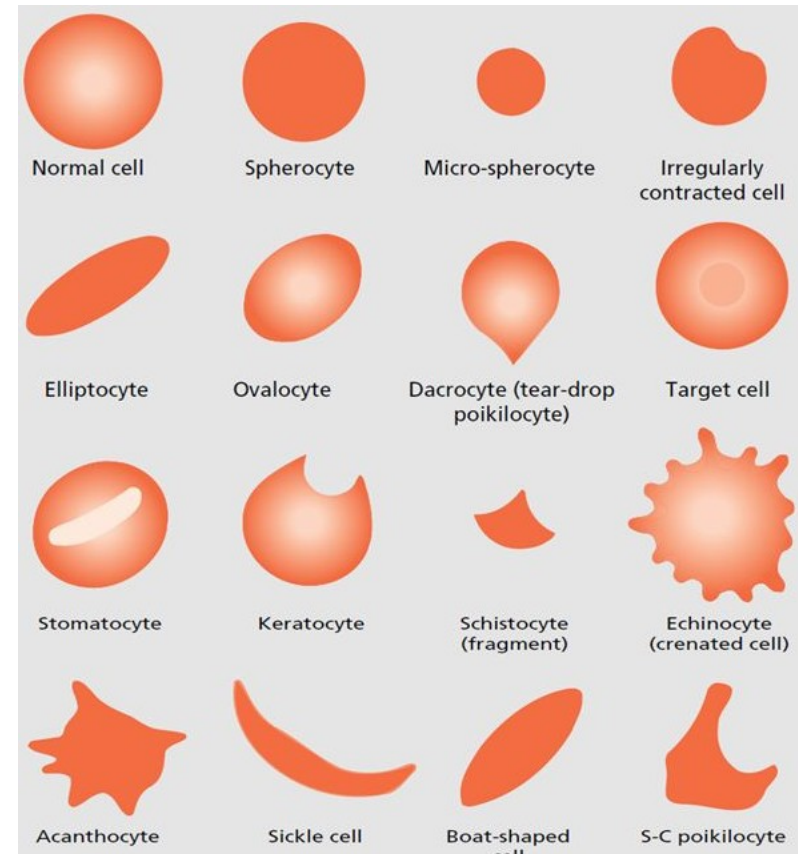 Normal cell
Spherocyte
Micro-spherocyte
Irregularly
contracted cell
Elliptocyte
Ovalocyte
Dacrocyte (tear-drop
poikilocyte)
Target cell
Stomatocyte
Keratocyte
Schistocyte
(fragment)
Echinocyte
(crenated cell)
Acanthocyte
Sickle cell
Boat-shaped
cell
S-C poikilocyte